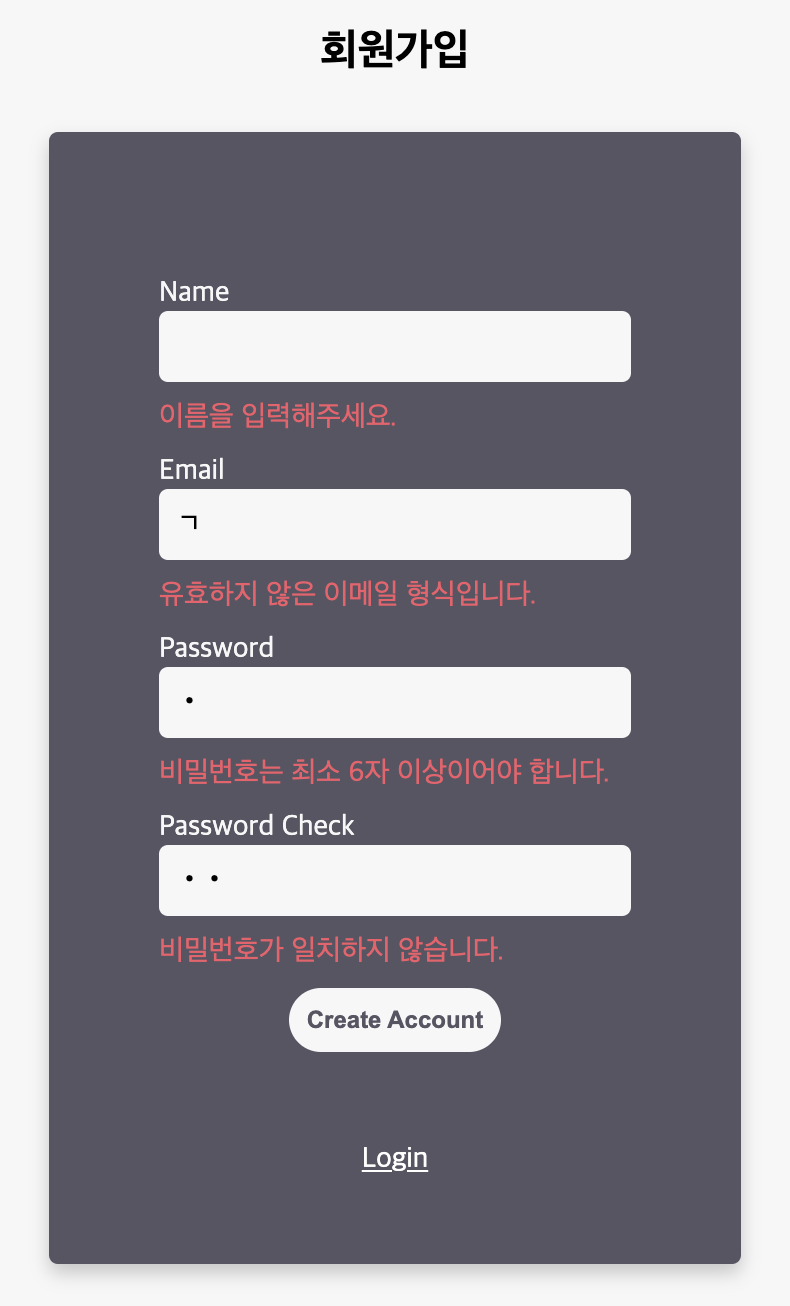 회원가입
Name
이름을 입력해주세요.
Email
ㄱ
유효하지 않은 이메일 형식입니다.
Password
•
비밀번호는 최소 6자 이상이어야 합니다.
Password Check
• •
비밀번호가 일치하지 않습니다.
Create Account
Login